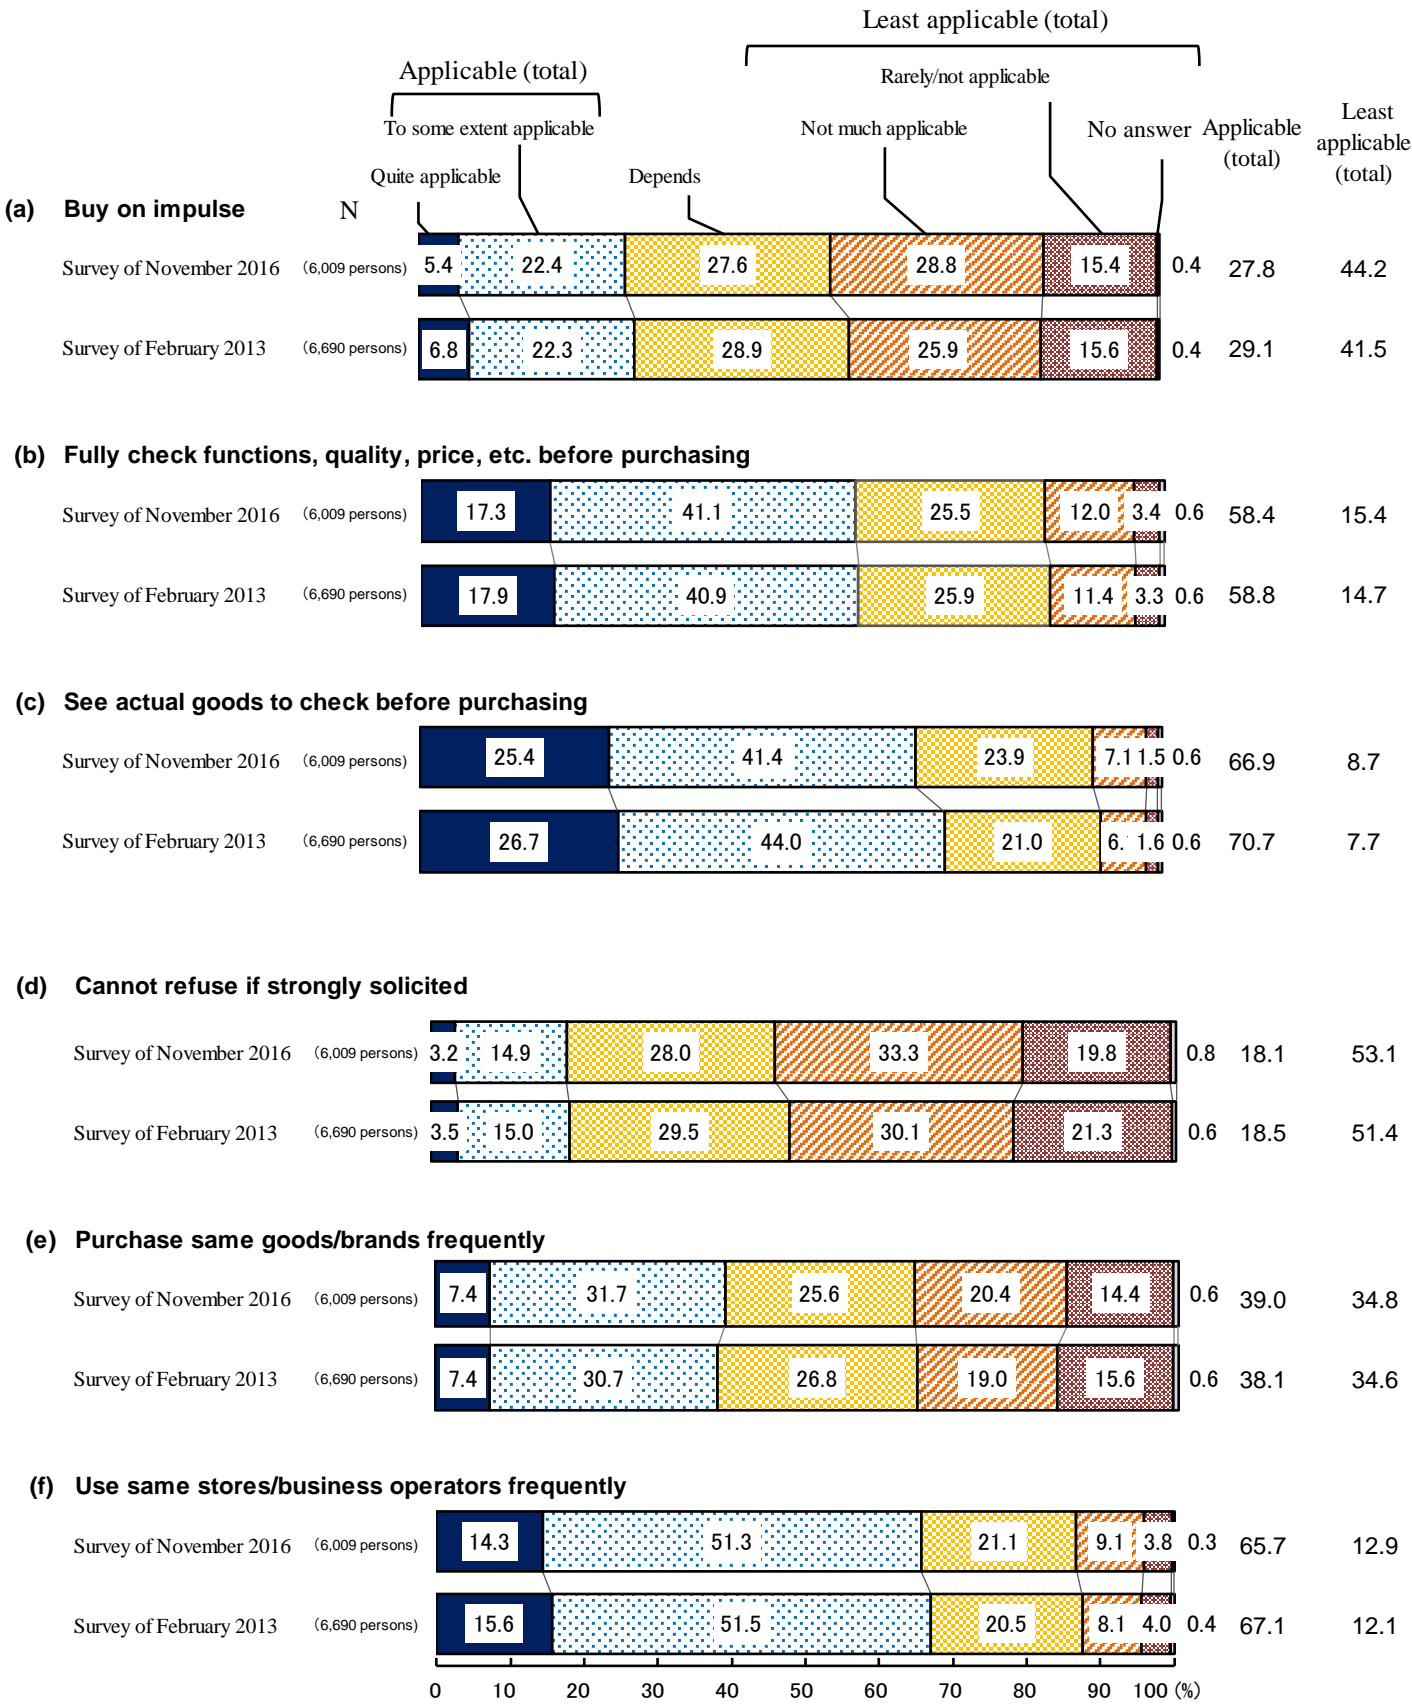 Least applicable (total)
Applicable (total)
Rarely/not applicable
To some extent applicable
Not much applicable
No answer
Applicable (total)
Least applicable (total)
Quite applicable
Depends
(a) Buy on impulse
N
Survey of November 2016 (6,009 persons) 5.4 22.4 27.6 28.8 15.4 0.4 27.8 44.2
Survey of February 2013 (6,690 persons) 6.8 22.3 28.9 25.9 15.6 0.4 29.1 41.5
(b) Fully check functions, quality, price, etc. before purchasing
Survey of November 2016 (6,009 persons) 17.3 41.1 25.5 12.0 3.4 0.6 58.4 15.4
Survey of February 2013 (6,690 persons) 17.9 40.9 25.9 11.4 3.3 0.6 58.8 14.7
(c) See actual goods to check before purchasing
Survey of November 2016 (6,009 persons) 25.4 41.4 23.9 7.1 1.5 0.6 66.9 8.7
Survey of February 2013 (6,690 persons) 26.7 44.0 21.0 1.6 0.6 70.7 7.7
(d) Cannot refuse if strongly solicited
Survey of November 2016 (6,009 persons) 3.2 14.9 28.0 33.3 19.8 0.8 18.1 53.1
Survey of February 2013 (6,690 persons) 3.5 15.0 29.5 30.1 21.3 0.6 18.5 51.4
(e) Purchase same goods/brands frequently
Survey of November 2016 (6,009 persons) 7.4 31.7 25.6 20.4 14.4 0.6 39.0 34.8
Survey of February 2013 (6,690 persons) 7.4 30.7 26.8 19.0 15.6 0.6 38.1 34.6
(f) Use same stores/business operators frequently
Survey of November 2016 (6,009 persons) 14.3 51.3 21.1 9.1 3.8 0.3 65.7 12.9
Survey of February 2013 (6,690 persons) 15.6 51.5 20.5 8.1 4.0 0.4 67.1 12.1
0 10 20 30 40 50 60 70 80 90 100 (%)